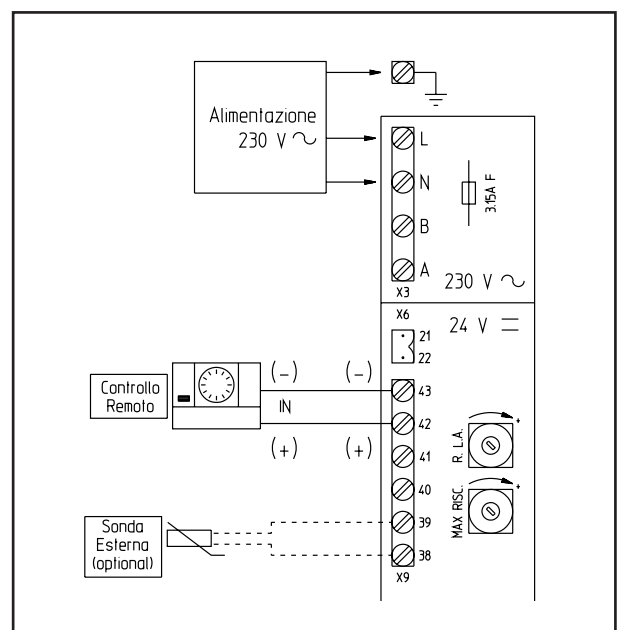 Alimentazione
230 V
L
N
B
A
X3
3.15A F
230 V
X6
24 V
21
22
Controllo
Remoto
(-)
(-)
IN
(+)
(+)
43
42
41
40
39
38
X9
R. L.A.
+
MAX RISC.
+
Sonda
Esterna
(optional)